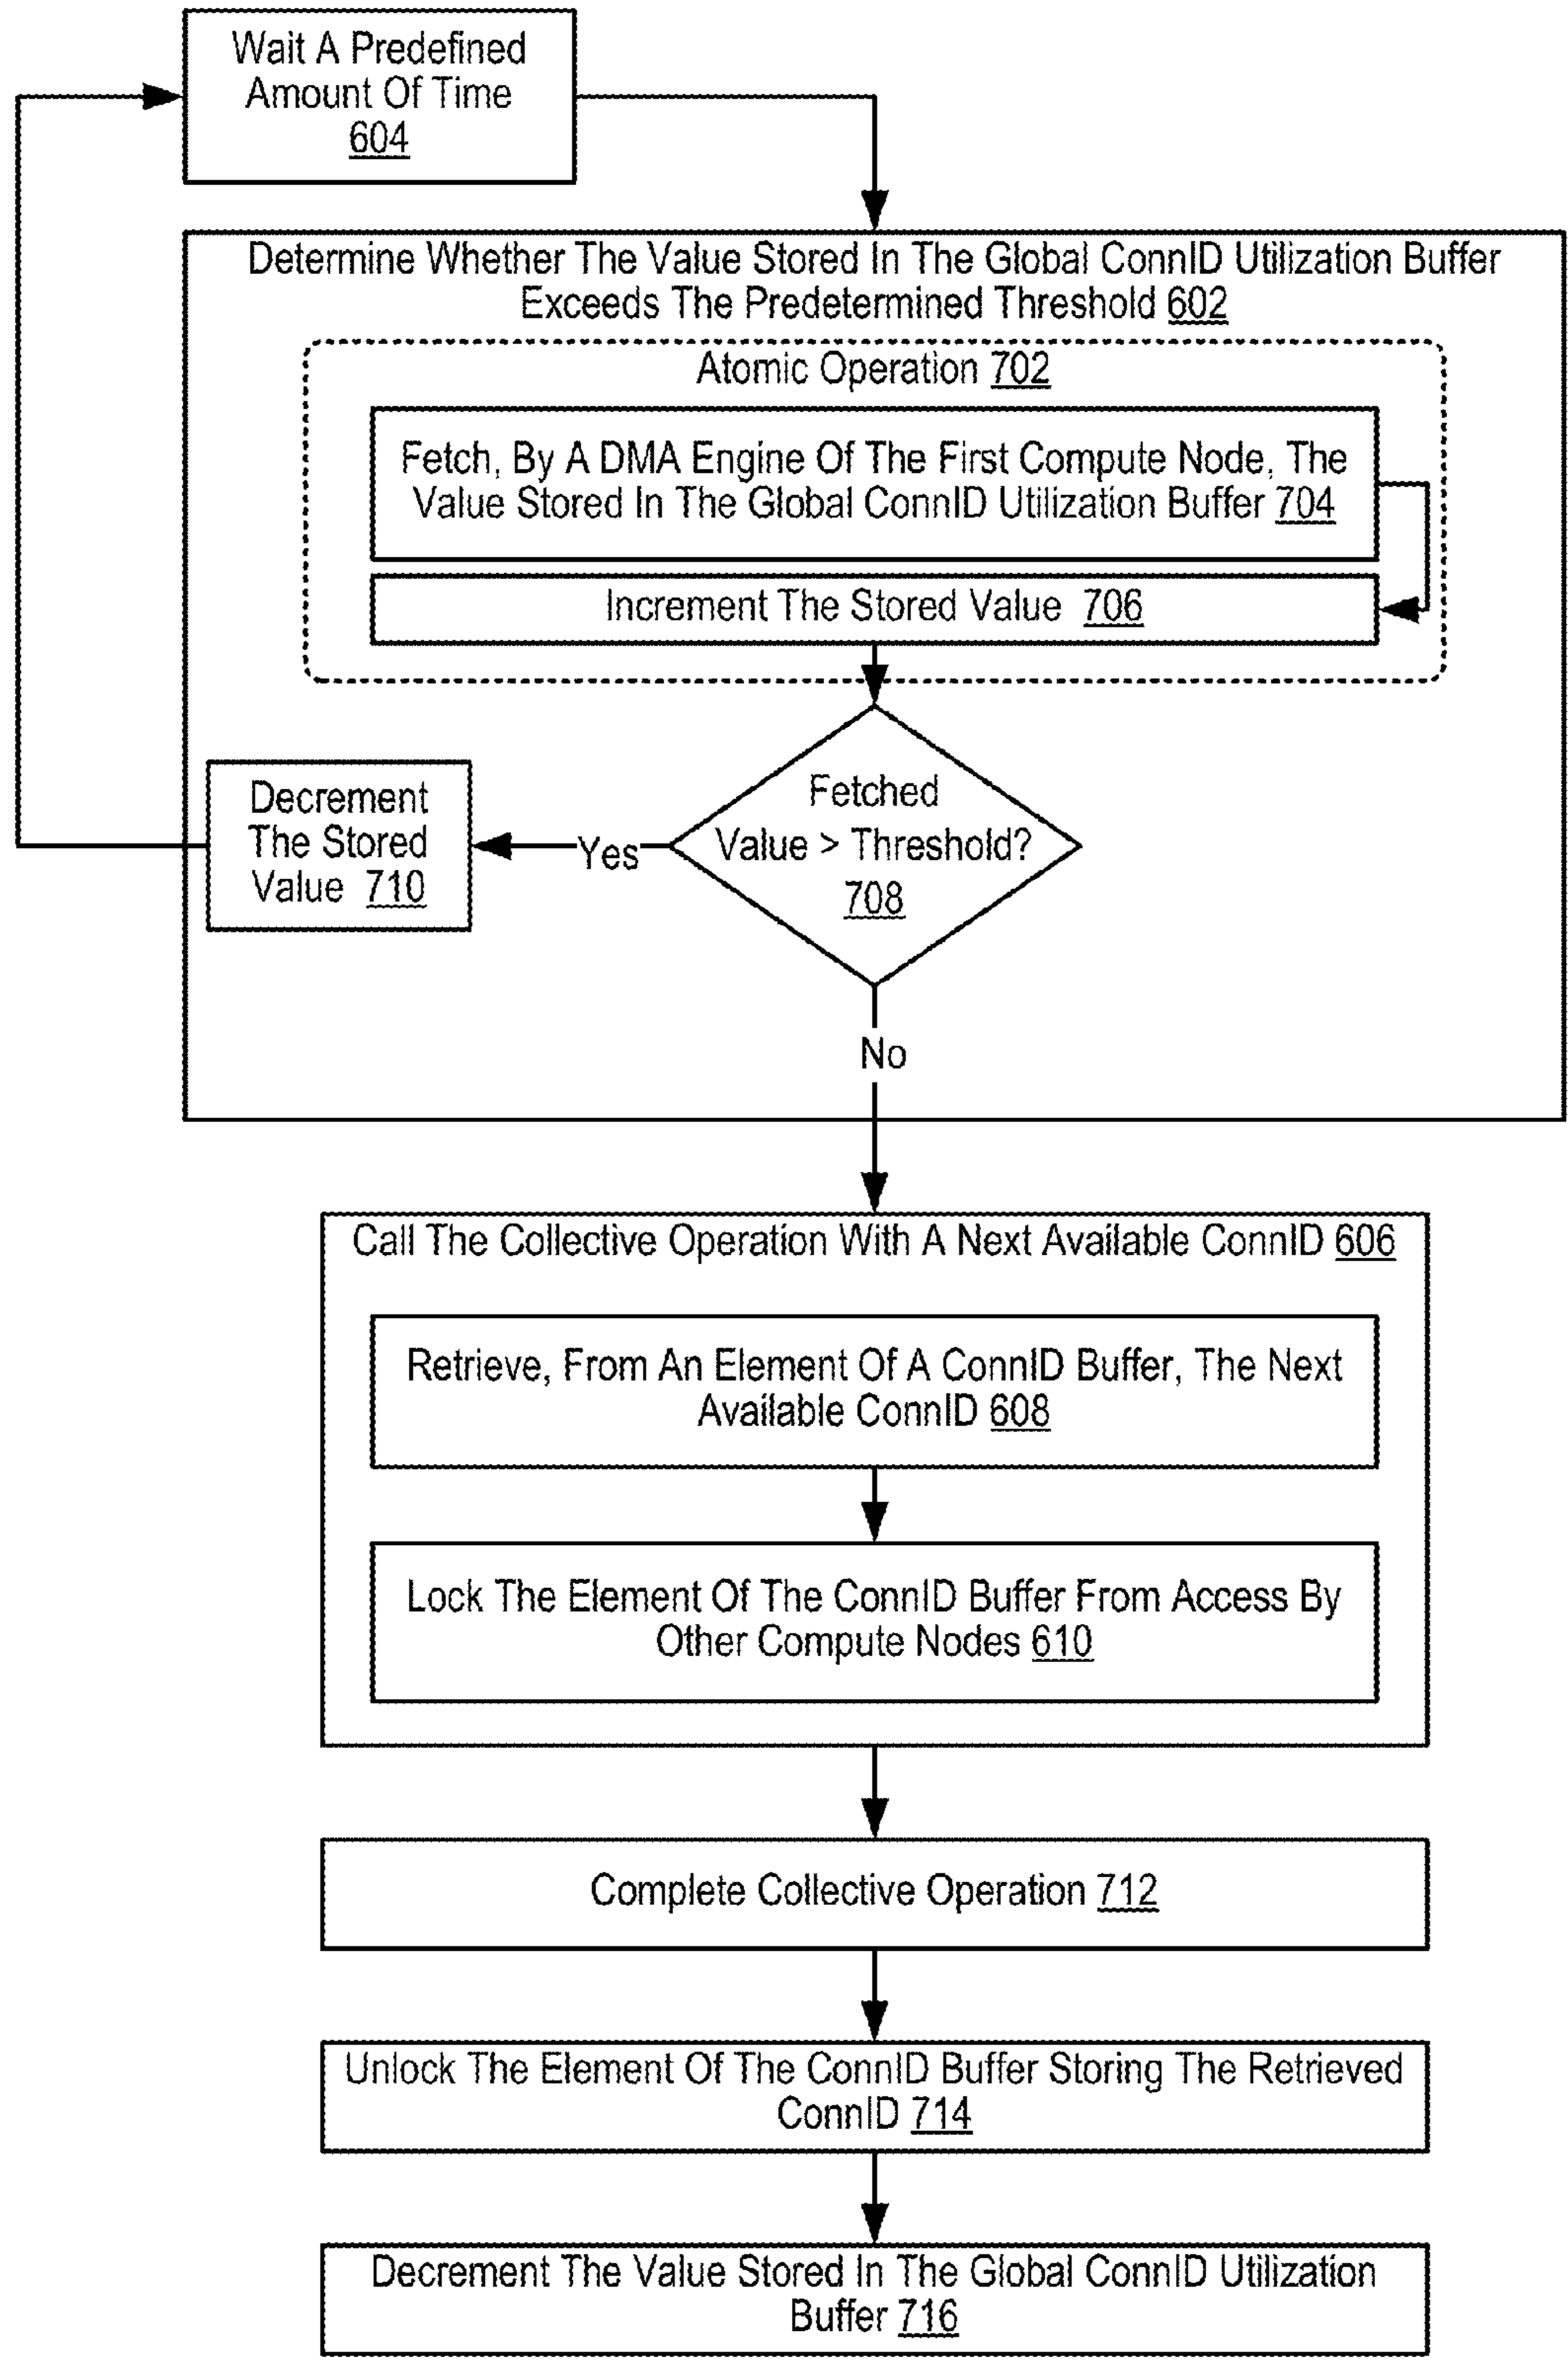 Wait A Predefined
Amount Of Time
604
Determine Whether The Value Stored In The Global ConnID Utilization Buffer
Exceeds The Predetermined Threshold 602
Atomic Operation 702
Fetch, By A DMA Engine Of The First Compute Node, The
Value Stored In The Global ConnID Utilization Buffer 704
Increment The Stored Value 706
Fetched
Value > Threshold?
708
Yes
Decrement
The Stored
Value 710
No
Call The Collective Operation With A Next Available ConnID 606
Retrieve, From An Element Of A ConnID Buffer, The Next
Available ConnID 608
Lock The Element Of The ConnID Buffer From Access By
Other Compute Nodes 610
Complete Collective Operation 712
Unlock The Element Of The ConnID Buffer Storing The Retrieved
ConnID 714
Decrement The Value Stored In The Global ConnID Utilization
Buffer 716